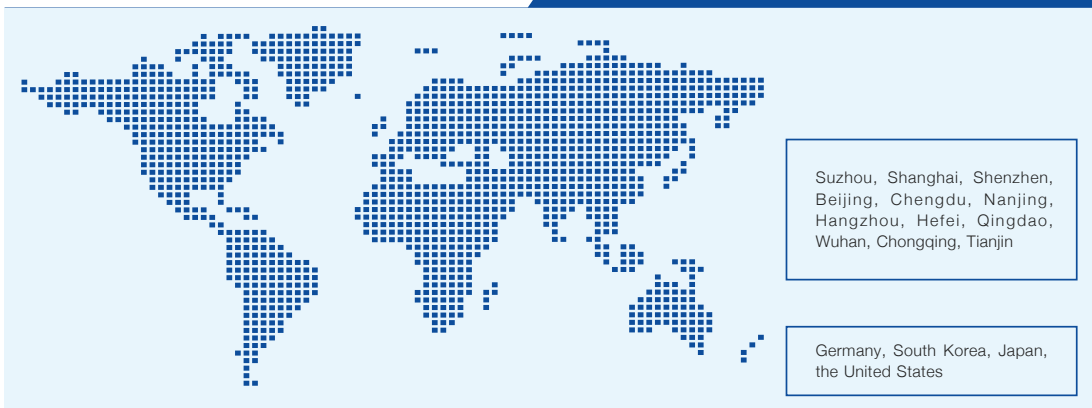 Suzhou, Shanghai, Shenzhen,
Beijing, Chengdu, Nanjing,
Hangzhou, Hefei, Qingdao,
Wuhan, Chongqing, Tianjin
Germany, South Korea, Japan,
the United States